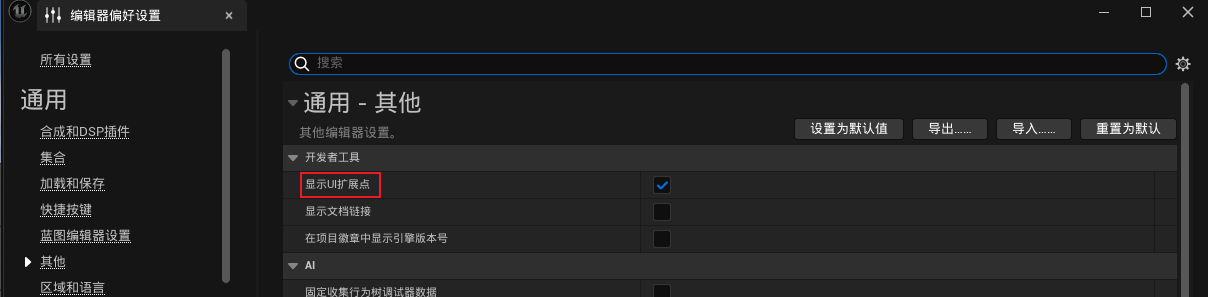 编辑器偏好设置
所有设置
通用
合成和DSP插件
集合
加载和保存
快捷按键
蓝图编辑器设置
其他
区域和语言
搜索
通用 - 其他
其他编辑器设置。
设置为默认值
导出......
导入......
重置为默认
开发者工具
显示UI扩展点
显示文档链接
在项目徽章中显示引擎版本号
AI
固定收集行为树调试器数据